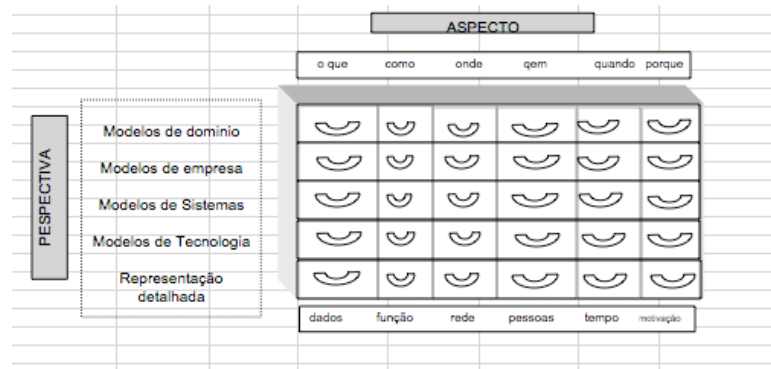 ASPECTO
o que como onde qem quando porque
PESPECTIVA
Modelos de dominio
Modelos de empresa
Modelos de Sistemas
Modelos de Tecnologia
Representação
detalhada
dados função rede pessoas tempo motivação